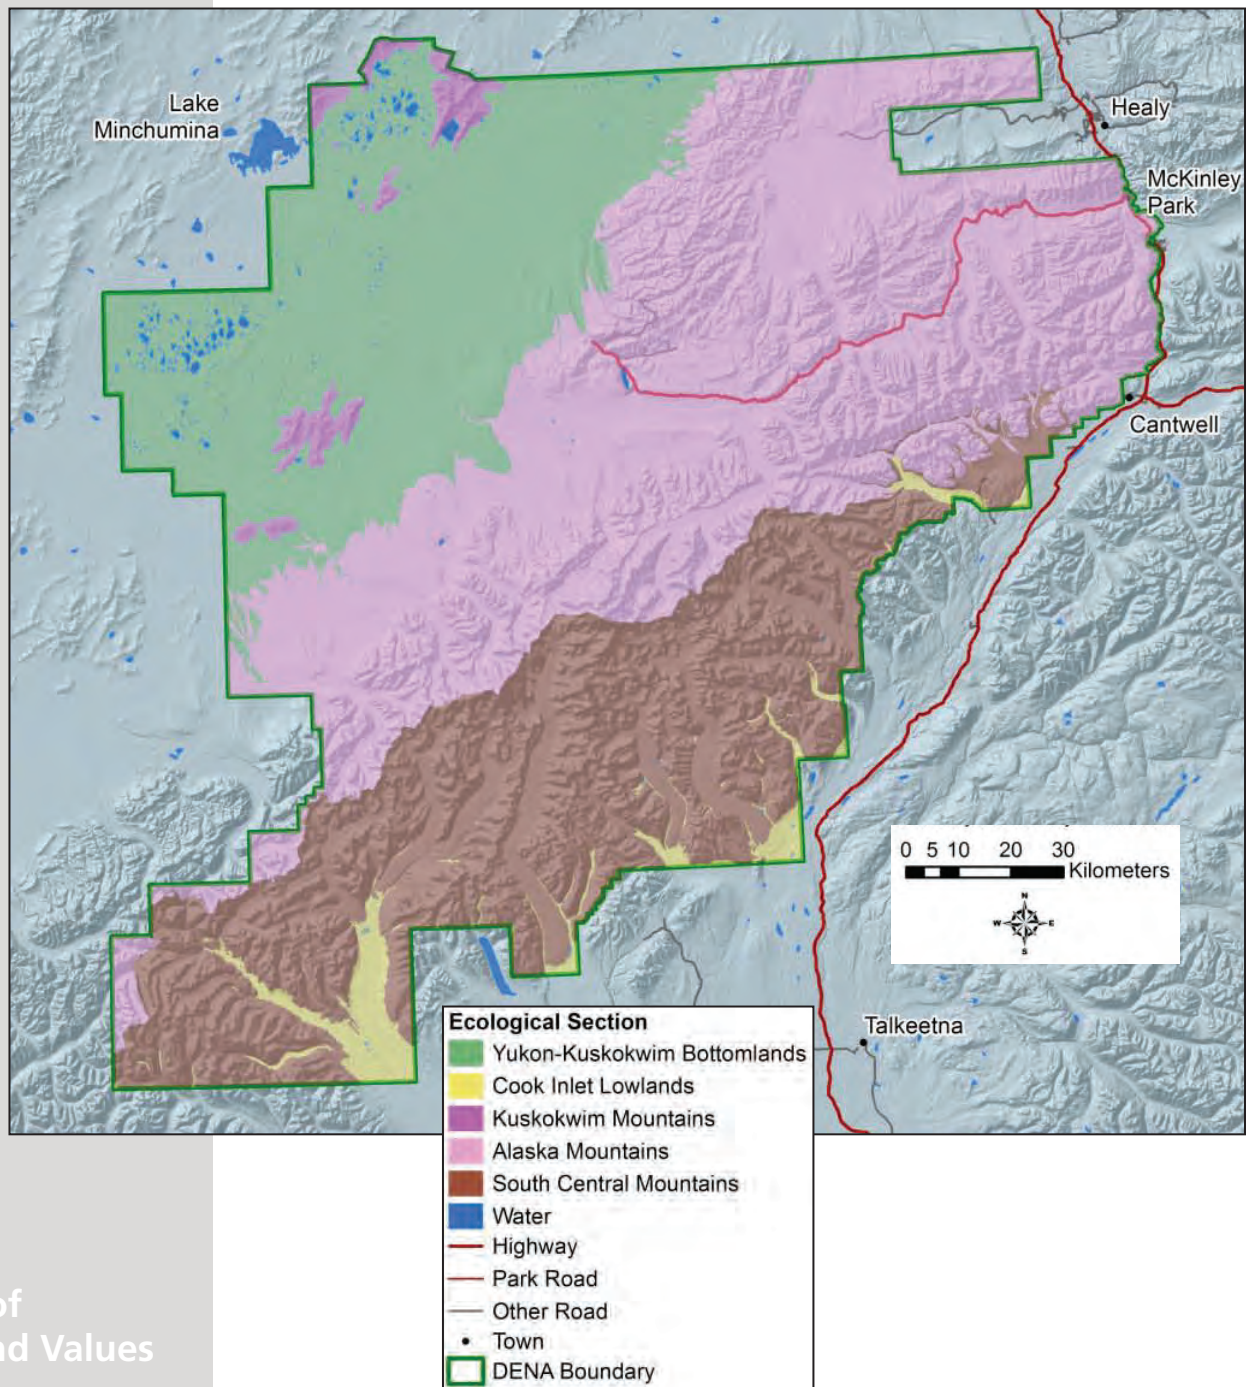 Lake
Minchumina
Healy
McKinley
Park
Cantwell
0 5 10 20 30
Kilometers
N
W E
S
Talkeetna
Ecological Section
Yukon-Kuskokwim Bottomlands
Cook Inlet Lowlands
Kuskokwim Mountains
Alaska Mountains
South Central Mountains
Water
Highway
Park Road
Other Road
Town
DENA Boundary
of
nd Values